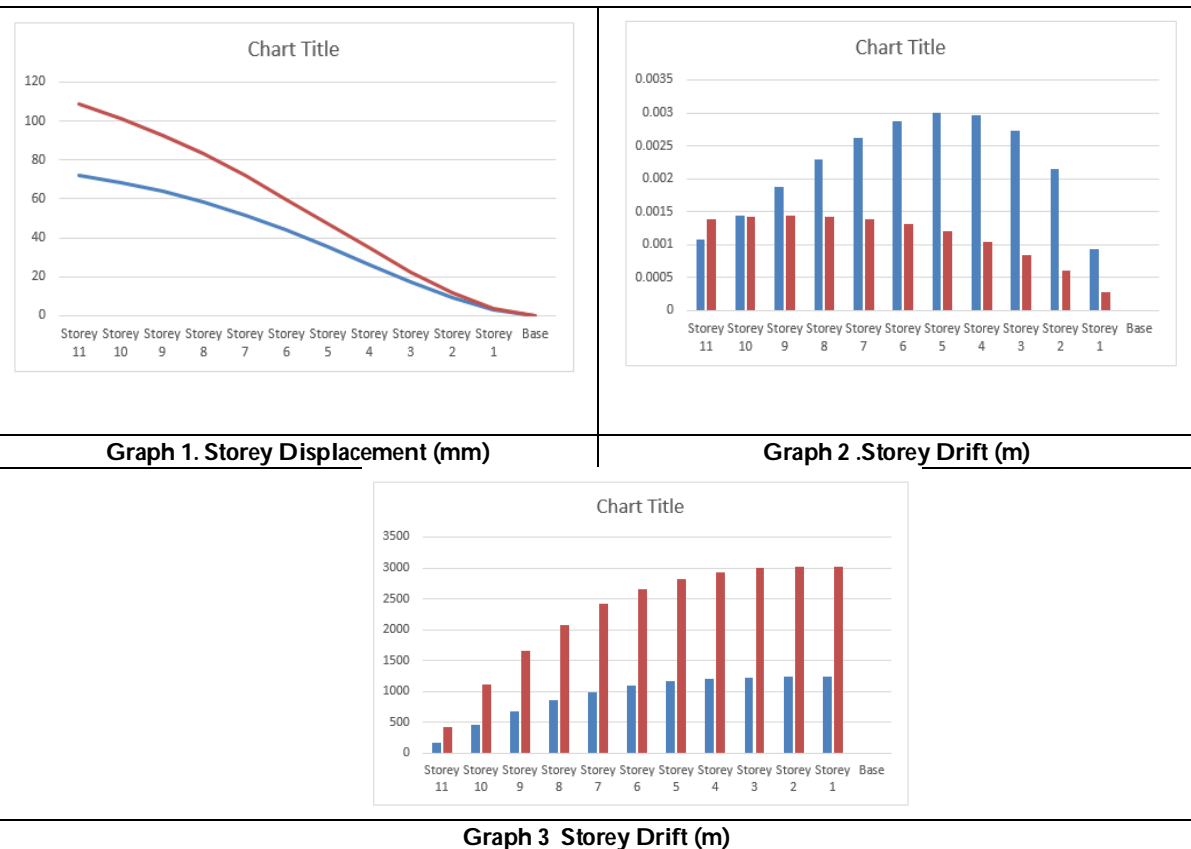 Chart Title
120
100
80
60
40
20
0
Storey Storey Storey Storey Storey Storey Storey Storey Storey Storey Storey Base
11 10 9 8 7 6 5 4 3 2 1
Graph 1. Storey Displacement (mm)
Chart Title
0.0035
0.003
0.0025
0.002
0.0015
0.001
0.0005
0
Storey Storey Storey Storey Storey Storey Storey Storey Storey Storey Storey Base
11 10 9 8 7 6 5 4 3 2 1
Graph 2 .Storey Drift (m)
Chart Title
3500
3000
2500
2000
1500
1000
500
0
Storey Storey Storey Storey Storey Storey Storey Storey Storey Storey Storey Base
11 10 9 8 7 6 5 4 3 2 1
Graph 3 Storey Drift (m)